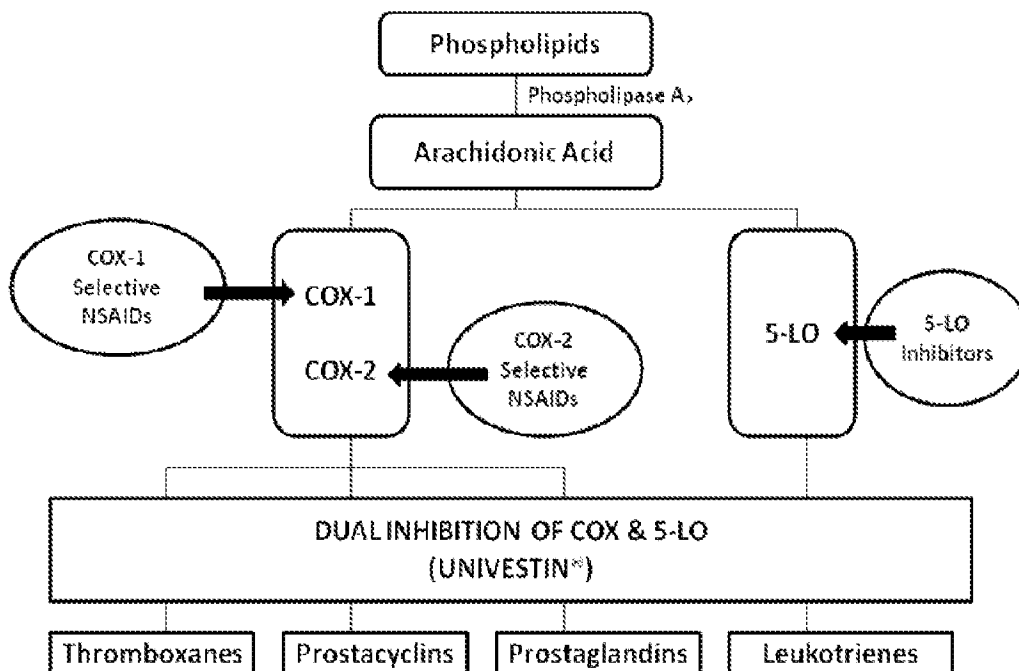 Phospholipids
Phospholipase A₂
Arachidonic Acid
COX-1
Selective
NSAIDs
COX-1
COX-2
COX-2
Selective
NSAIDs
5-LO
5-LO
Inhibitors
DUAL INHIBITION OF COX & 5-LO
(UNIVESTIN®)
Thromboxanes
Prostacyclins
Prostaglandins
Leukotrienes